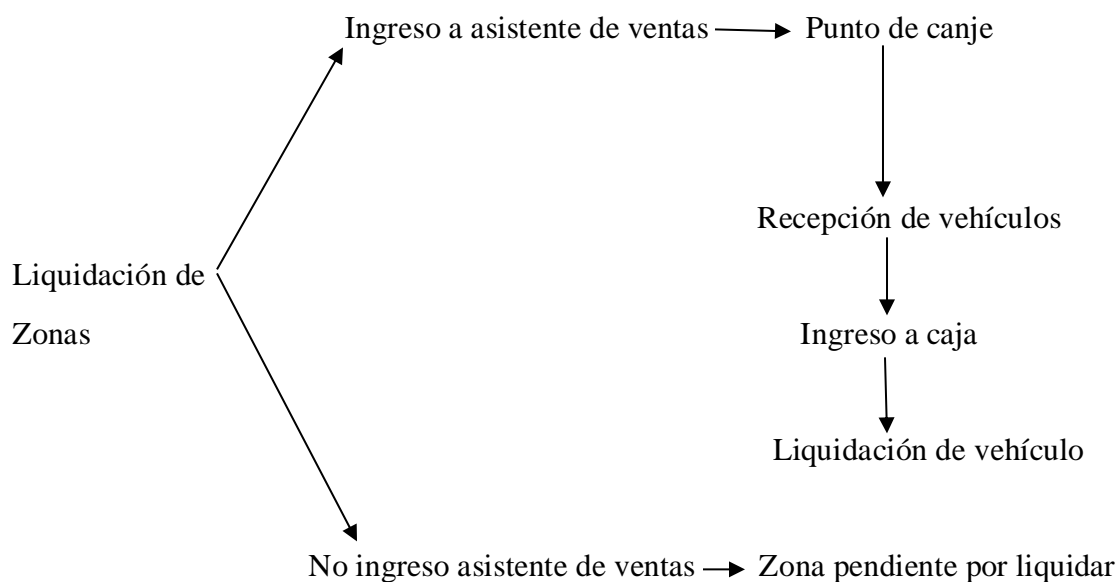 Ingreso a asistente de ventas
Punto de canje
Recepción de vehículos
Liquidación de
Zonas
Ingreso a caja
Liquidación de vehículo
No ingreso asistente de ventas
Zona pendiente por liquidar